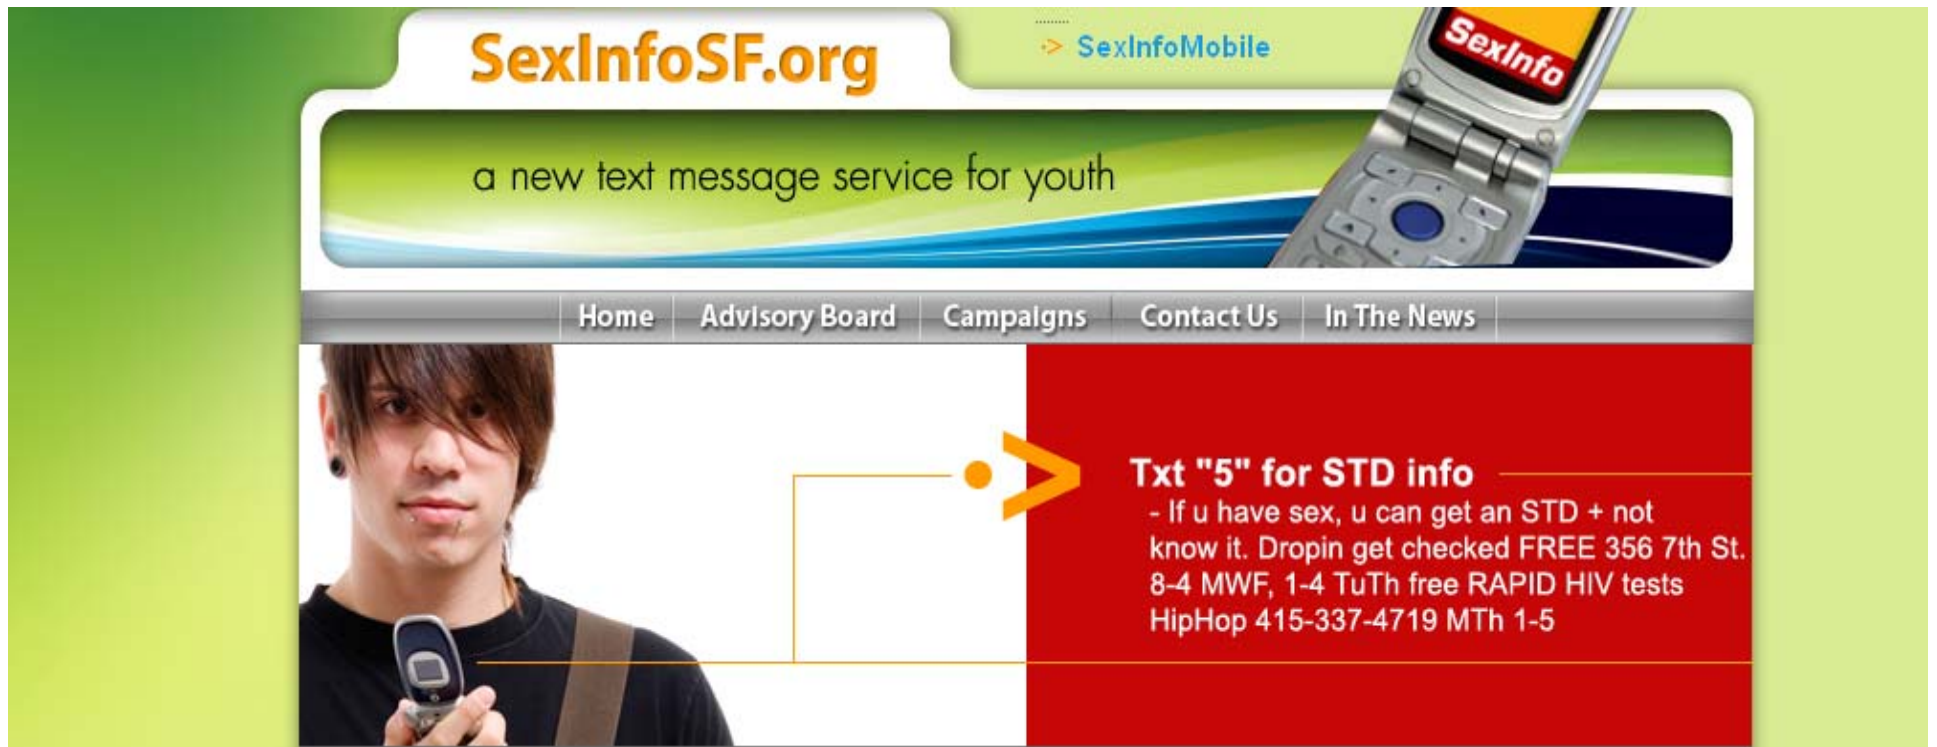 SexInfoSF.org
·> SexInfoMobile
SexInfo
a new text message service for youth
Home
Advisory Board
Campaigns
Contact Us
In The News
Txt "5" for STD info
- If u have sex, u can get an STD + not
know it. Dropin get checked FREE 356 7th St.
8-4 MWF, 1-4 TuTh free RAPID HIV tests
HipHop 415-337-4719 MTh 1-5